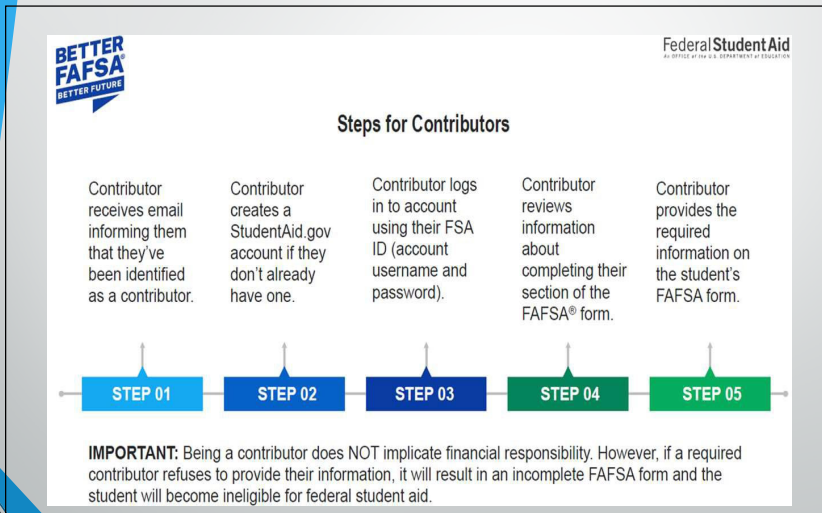 BETTER
FAFSA®
BETTER FUTURE
Federal Student Aid
An OFFICE of the U.S. DEPARTMENT of EDUCATION
Steps for Contributors
Contributor
receives email
informing them
that they've
been identified
as a contributor.
Contributor
creates a
StudentAid.gov
account if they
don't already
have one.
Contributor logs
in to account
using their FSA
ID (account
username and
password).
Contributor
reviews
information
about
completing their
section of the
FAFSA® form.
Contributor
provides the
required
information on
the student's
FAFSA form.
STEP 01
STEP 02
STEP 03
STEP 04
STEP 05
IMPORTANT: Being a contributor does NOT implicate financial responsibility. However, if a required
contributor refuses to provide their information, it will result in an incomplete FAFSA form and the
student will become ineligible for federal student aid.